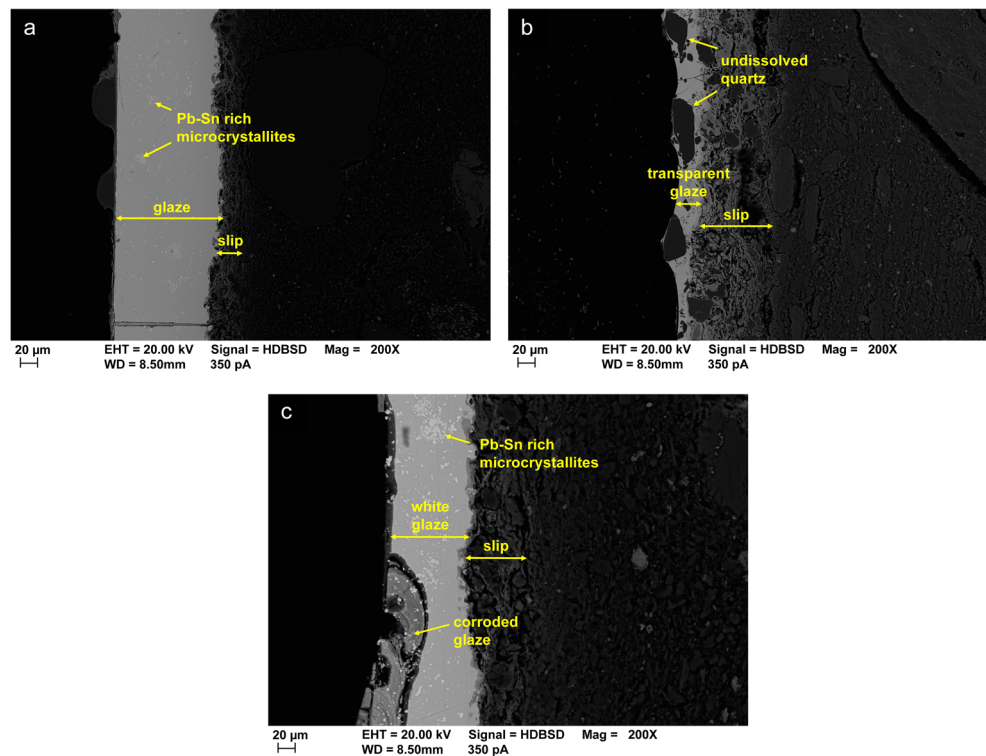 a
Pb-Sn rich
microcrystallites
glaze
slip
20 µm
EHT = 20.00 kV Signal = HDBSD Mag = 200X
WD = 8.50mm 350 pA
b
undissolved
quartz
transparent
glaze
slip
20 µm
EHT = 20.00 kV Signal = HDBSD Mag = 200X
WD = 8.50mm 350 pA
c
Pb-Sn rich
microcrystallites
white
glaze
slip
corroded
glaze
20 µm
EHT = 20.00 kV Signal = HDBSD Mag = 200X
WD = 8.50mm 350 pA